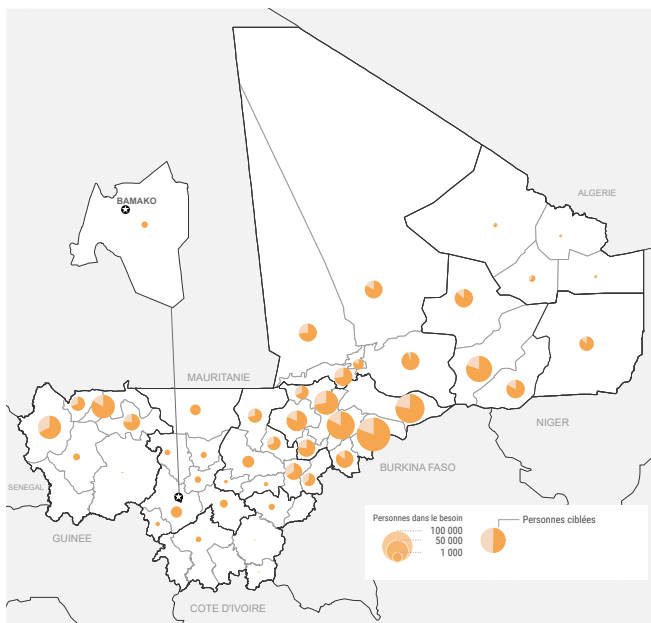 ALGERIE
BAMAKO
MAURITANIE
NIGER
BURKINA FASO
SENEGAL
GUINEE
COTE D'IVOIRE
Personnes dans le besoin
100 000
50 000
1 000
Personnes ciblées